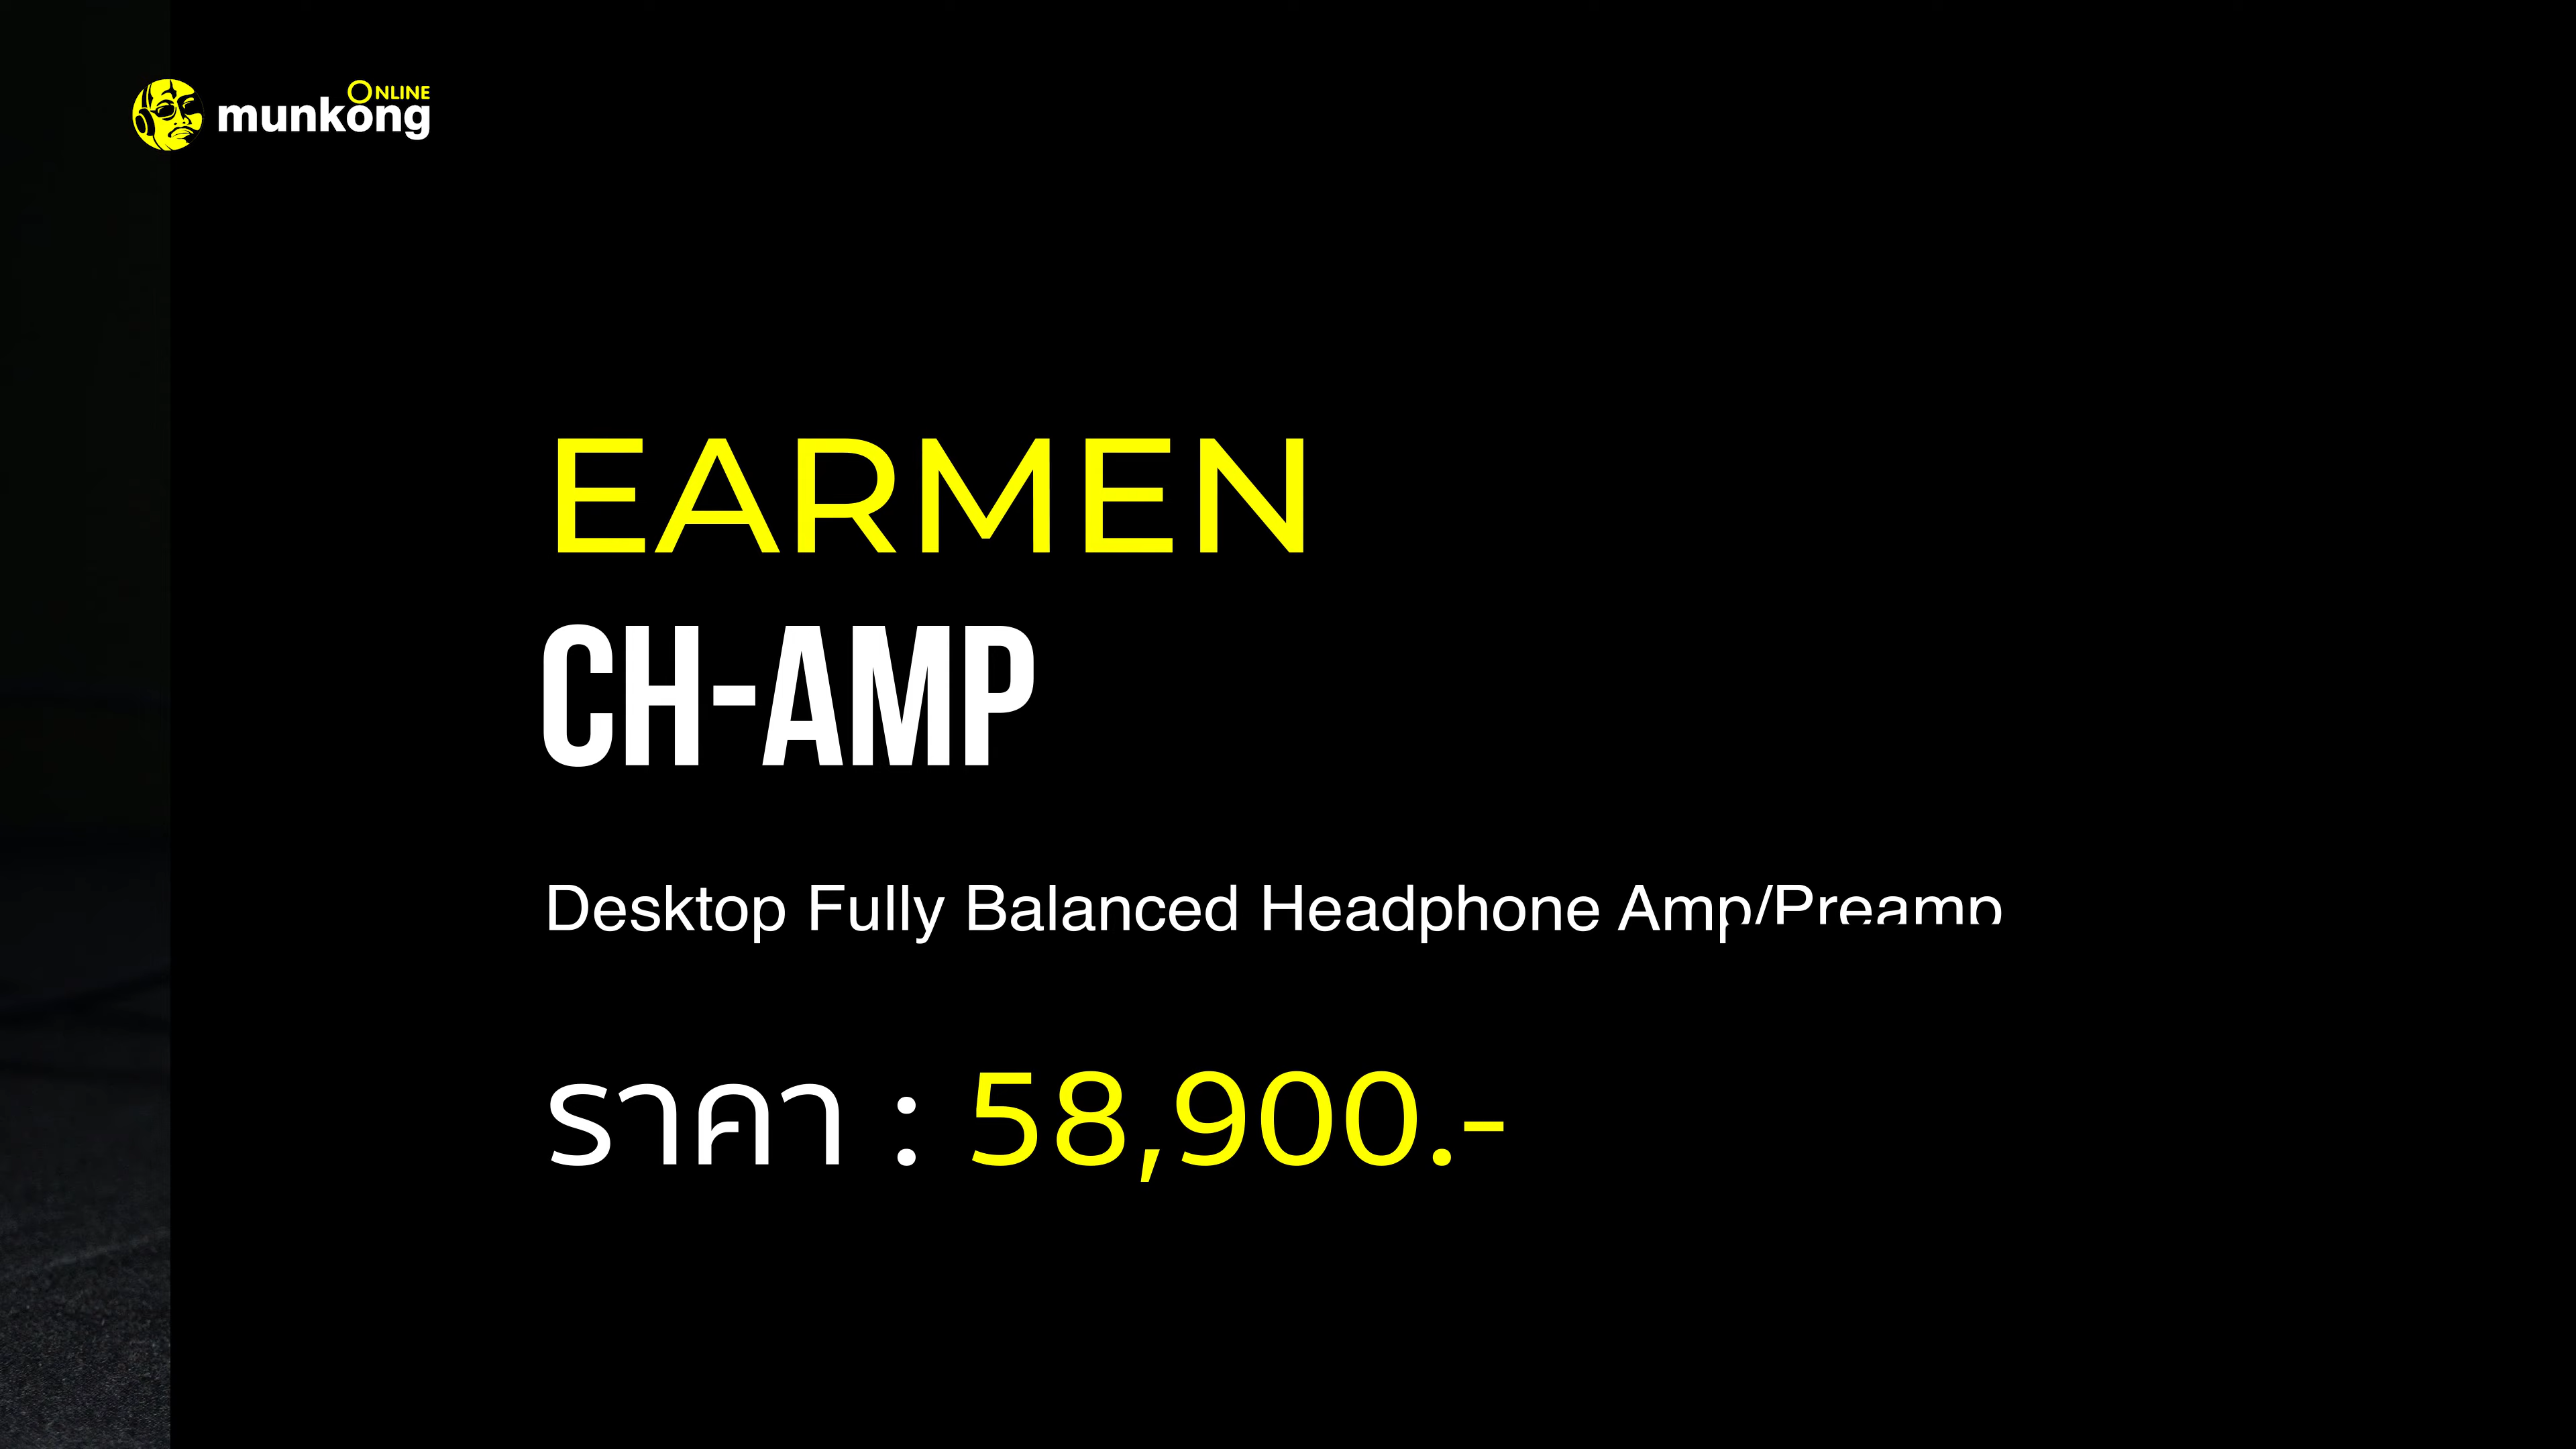 ONLINE
munkong
EARMEN
CH-AMP
Desktop Fully Balanced Headphone Amp/Preamp
ราคา : 58,900.-